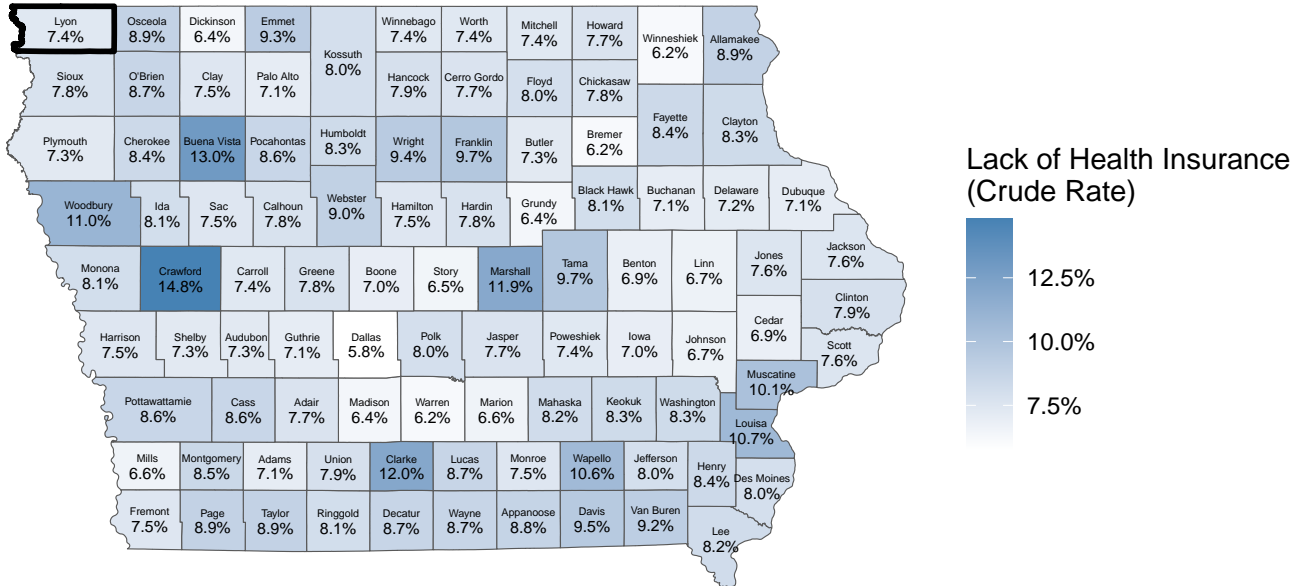 Lyon
7.4%
Osceola
8.9%
Dickinson
6.4%
Emmet
9.3%
Kossuth
8.0%
Winnebago
7.4%
Worth
7.4%
Mitchell
7.4%
Howard
7.7%
Winneshiek
6.2%
Allamakee
8.9%
Sioux
7.8%
O'Brien
8.7%
Clay
7.5%
Palo Alto
7.1%
Hancock
7.9%
Cerro Gordo
7.7%
Floyd
8.0%
Chickasaw
7.8%
Fayette
8.4%
Clayton
8.3%
Plymouth
7.3%
Cherokee
8.4%
Buena Vista
13.0%
Pocahontas
8.6%
Humboldt
8.3%
Wright
9.4%
Franklin
9.7%
Butler
7.3%
Bremer
6.2%
Woodbury
11.0%
Ida
8.1%
Sac
7.5%
Calhoun
7.8%
Webster
9.0%
Hamilton
7.5%
Hardin
7.8%
Grundy
6.4%
Black Hawk
8.1%
Buchanan
7.1%
Delaware
7.2%
Dubuque
7.1%
Monona
8.1%
Crawford
14.8%
Carroll
7.4%
Greene
7.8%
Boone
7.0%
Story
6.5%
Marshall
11.9%
Tama
9.7%
Benton
6.9%
Linn
6.7%
Jones
7.6%
Jackson
7.6%
Clinton
7.9%
Harrison
7.5%
Shelby
7.3%
Audubon
7.3%
Guthrie
7.1%
Dallas
5.8%
Polk
8.0%
Jasper
7.7%
Poweshiek
7.4%
Iowa
7.0%
Johnson
6.7%
Cedar
6.9%
Scott
7.6%
Muscatine
10.1%
Pottawattamie
8.6%
Cass
8.6%
Adair
7.7%
Madison
6.4%
Warren
6.2%
Marion
6.6%
Mahaska
8.2%
Keokuk
8.3%
Washington
8.3%
Louisa
10.7%
Mills
6.6%
Montgomery
8.5%
Adams
7.1%
Union
7.9%
Clarke
12.0%
Lucas
8.7%
Monroe
7.5%
Wapello
10.6%
Jefferson
8.0%
Henry
8.4%
Des Moines
8.0%
Fremont
7.5%
Page
8.9%
Taylor
8.9%
Ringgold
8.1%
Decatur
8.7%
Wayne
8.7%
Appanoose
8.8%
Davis
9.5%
Van Buren
9.2%
Lee
8.2%
Lack of Health Insurance
(Crude Rate)
12.5%
10.0%
7.5%